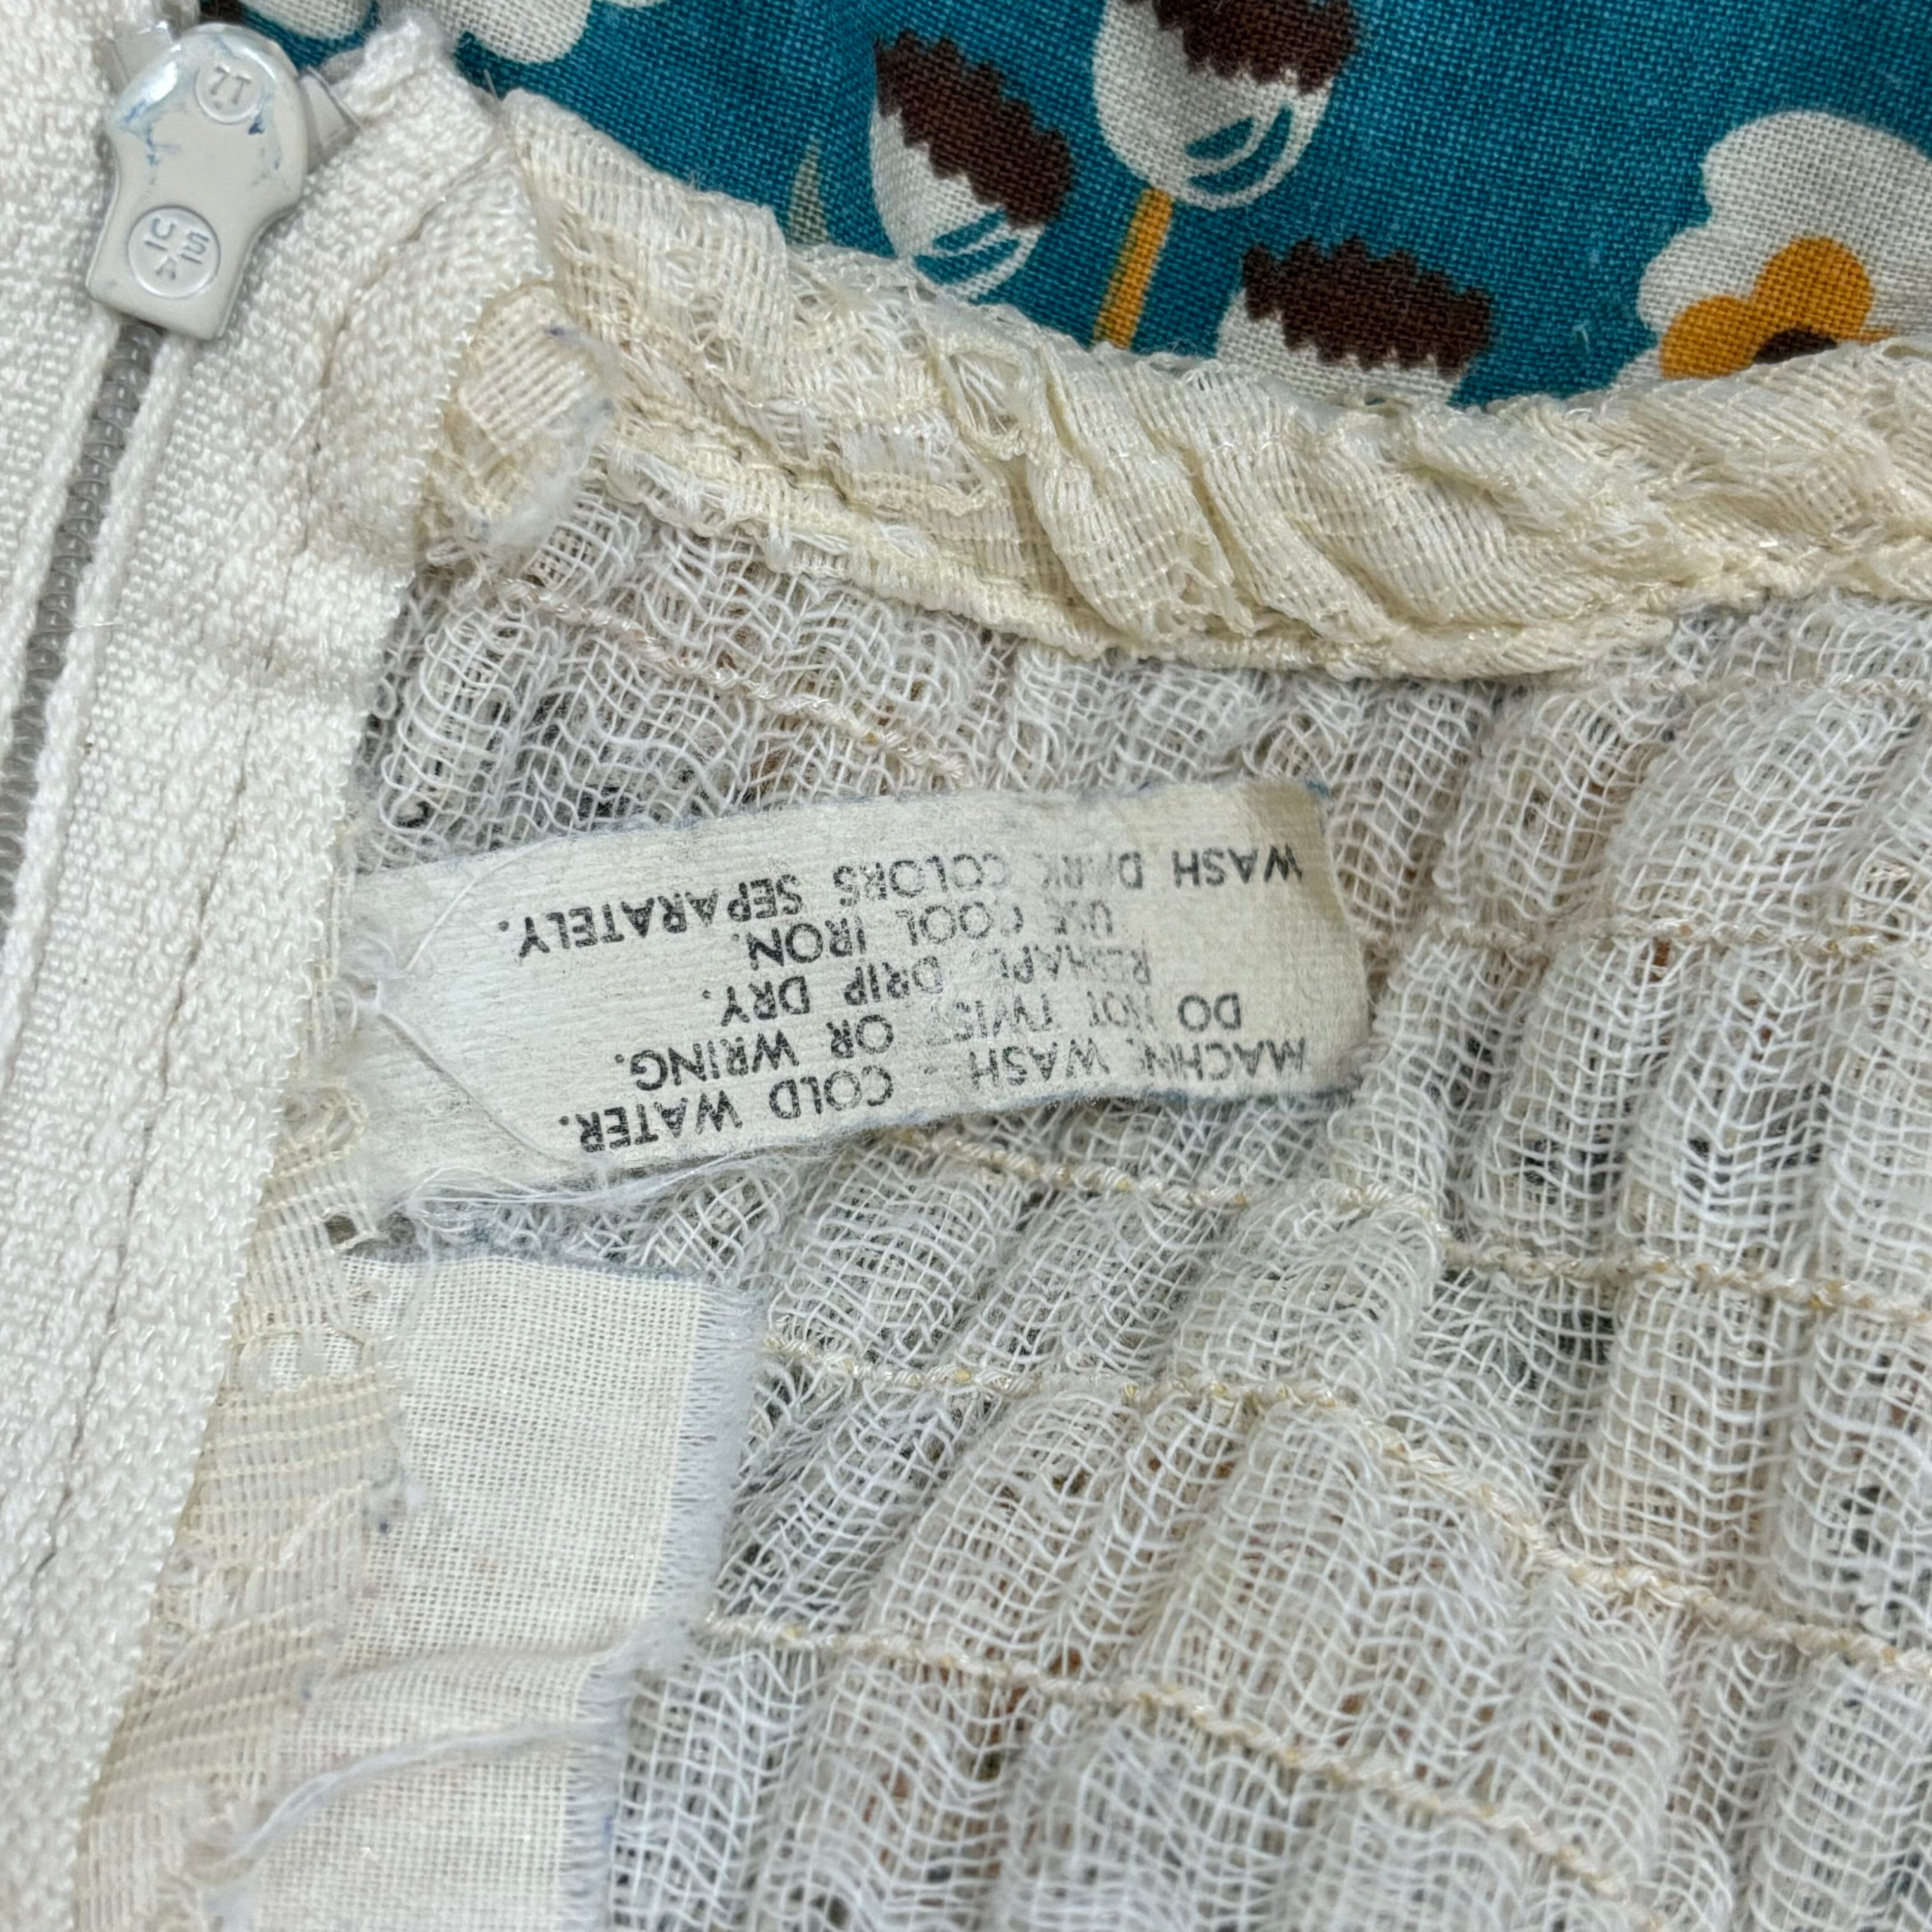 MACHINE WASH - COLD WATER.
DO NOT TWIST OR WRING.
RESHAPE, DRIP DRY.
USE COOL IRON.
WASH DARK COLORS SEPARATELY.
USA